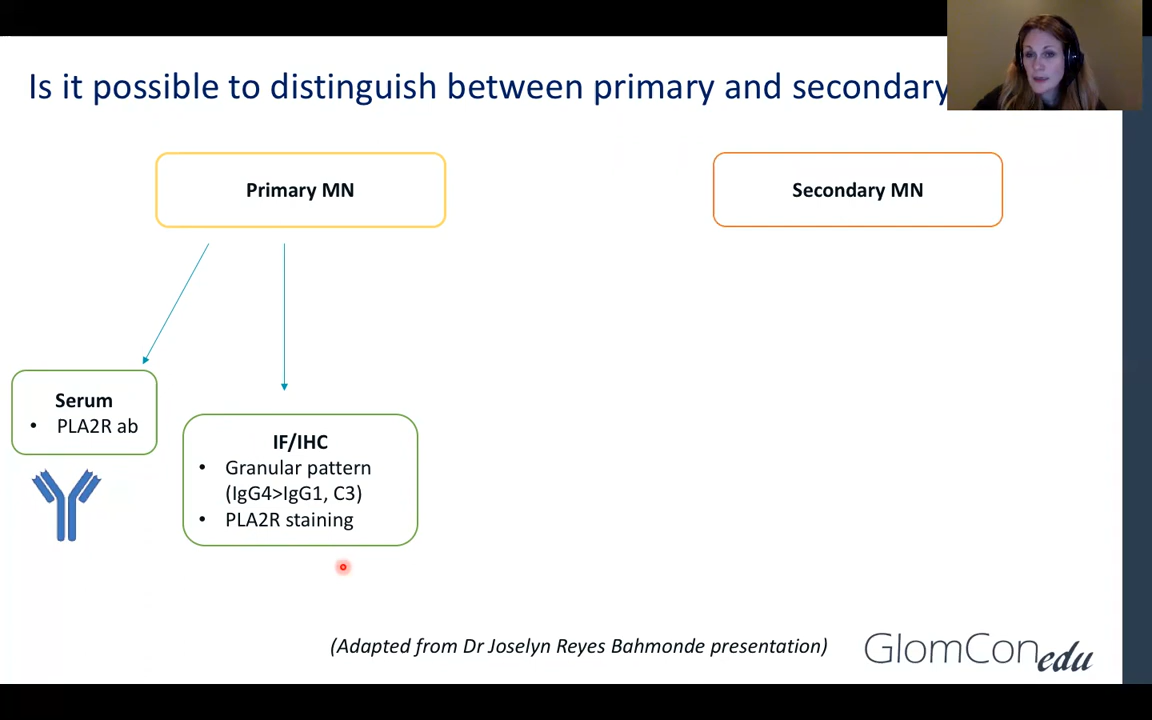 Is it possible to distinguish between primary and secondary
Primary MN
Secondary MN
Serum
• PLA2R ab
IF/IHC
• Granular pattern
(IgG4>IgG1, C3)
• PLA2R staining
(Adapted from Dr Joselyn Reyes Bahmonde presentation)
GlomConedu